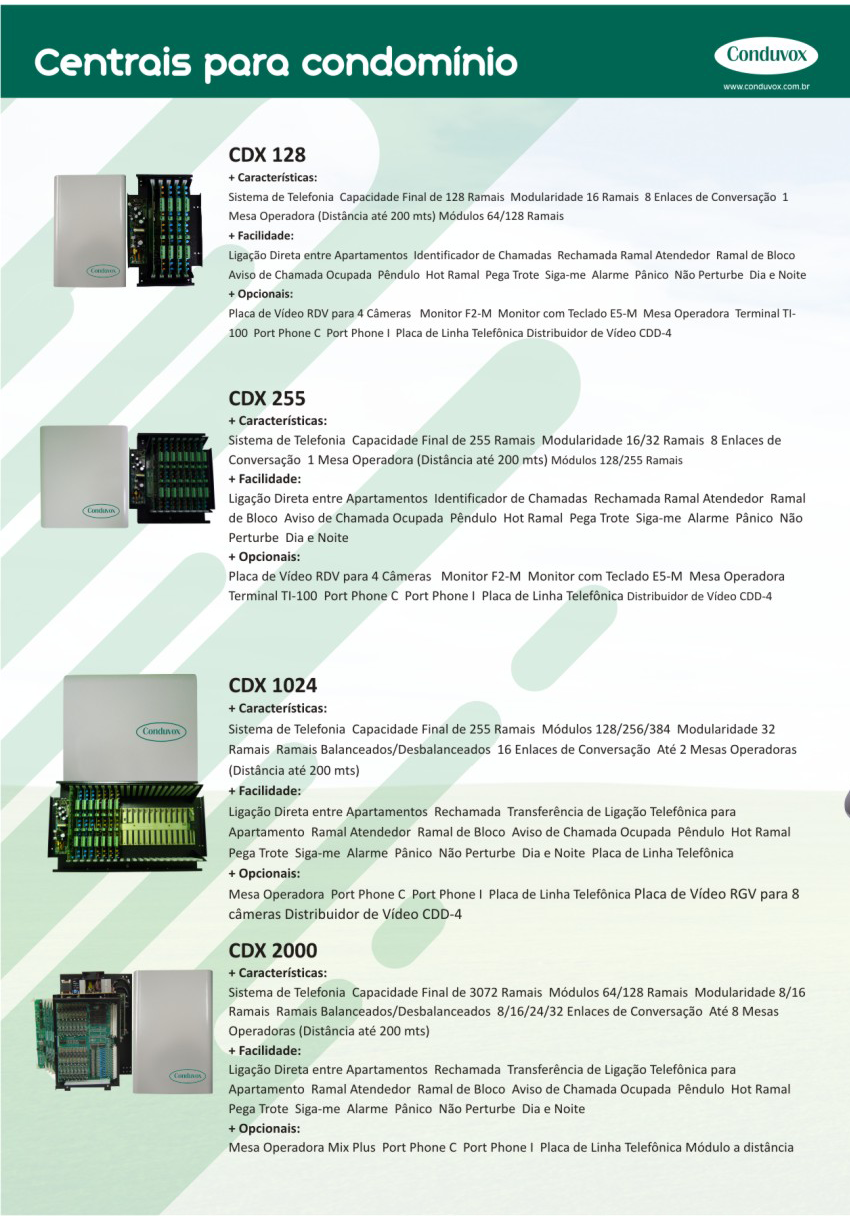 Centrais para condomínio
Conduvox
www.conduvox.com.br
CDX 128
+ Características:
Sistema de Telefonia Capacidade Final de 128 Ramais Modularidade 16 Ramais 8 Enlaces de Conversação 1
Mesa Operadora (Distância até 200 mts) Módulos 64/128 Ramais
+ Facilidade:
Ligação Direta entre Apartamentos Identificador de Chamadas Rechamada Ramal Atendedor Ramal de Bloco
Aviso de Chamada Ocupada Pêndulo Hot Ramal Pega Trote Siga-me Alarme Pânico Não Perturbe Dia e Noite
+ Opcionais:
Placa de Vídeo RDV para 4 Câmeras Monitor F2-M Monitor com Teclado E5-M Mesa Operadora Terminal TI-
100 Port Phone C Port Phone I Placa de Linha Telefônica Distribuidor de Vídeo CDD-4
Conduvox
CDX 255
+ Características:
Sistema de Telefonia Capacidade Final de 255 Ramais Modularidade 16/32 Ramais 8 Enlaces de
Conversação 1 Mesa Operadora (Distância até 200 mts) Módulos 128/255 Ramais
+ Facilidade:
Ligação Direta entre Apartamentos Identificador de Chamadas Rechamada Ramal Atendedor Ramal
de Bloco Aviso de Chamada Ocupada Pêndulo Hot Ramal Pega Trote Siga-me Alarme Pânico Não
Perturbe Dia e Noite
+ Opcionais:
Placa de Vídeo RDV para 4 Câmeras Monitor F2-M Monitor com Teclado E5-M Mesa Operadora
Terminal TI-100 Port Phone C Port Phone I Placa de Linha Telefônica Distribuidor de Vídeo CDD-4
Conduvox
CDX 1024
+ Características:
Sistema de Telefonia Capacidade Final de 255 Ramais Módulos 128/256/384 Modularidade 32
Ramais Ramais Balanceados/Desbalanceados 16 Enlaces de Conversação Até 2 Mesas Operadoras
(Distância até 200 mts)
+ Facilidade:
Ligação Direta entre Apartamentos Rechamada Transferência de Ligação Telefônica para
Apartamento Ramal Atendedor Ramal de Bloco Aviso de Chamada Ocupada Pêndulo Hot Ramal
Pega Trote Siga-me Alarme Pânico Não Perturbe Dia e Noite Placa de Linha Telefônica
+ Opcionais:
Mesa Operadora Port Phone C Port Phone I Placa de Linha Telefônica Placa de Vídeo RGV para 8
câmeras Distribuidor de Vídeo CDD-4
Conduvox
CDX 2000
+ Características:
Sistema de Telefonia Capacidade Final de 3072 Ramais Módulos 64/128 Ramais Modularidade 8/16
Ramais Ramais Balanceados/Desbalanceados 8/16/24/32 Enlaces de Conversação Até 8 Mesas
Operadoras (Distância até 200 mts)
+ Facilidade:
Ligação Direta entre Apartamentos Rechamada Transferência de Ligação Telefônica para
Apartamento Ramal Atendedor Ramal de Bloco Aviso de Chamada Ocupada Pêndulo Hot Ramal
Pega Trote Siga-me Alarme Pânico Não Perturbe Dia e Noite
+ Opcionais:
Mesa Operadora Mix Plus Port Phone C Port Phone I Placa de Linha Telefônica Módulo a distância
Conduvox